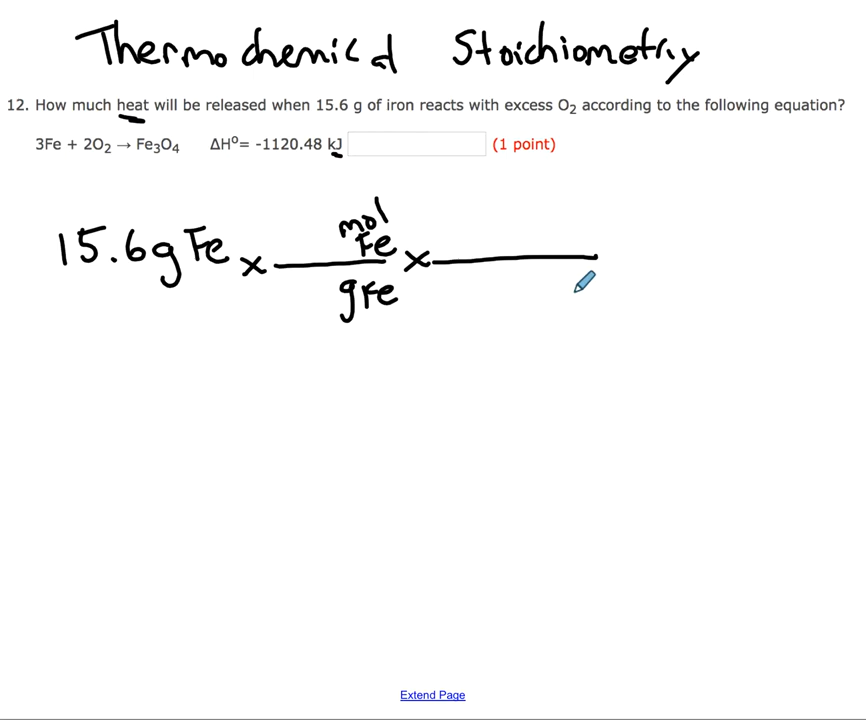 Thermochemical Stoichiometry
12. How much heat will be released when 15.6 g of iron reacts with excess O₂ according to the following equation?
3Fe + 2O₂ → Fe₃O₄ ΔH⁰= -1120.48 kJ (1 point)
15.6g Fe x mol Fe / g Fe x
Extend Page